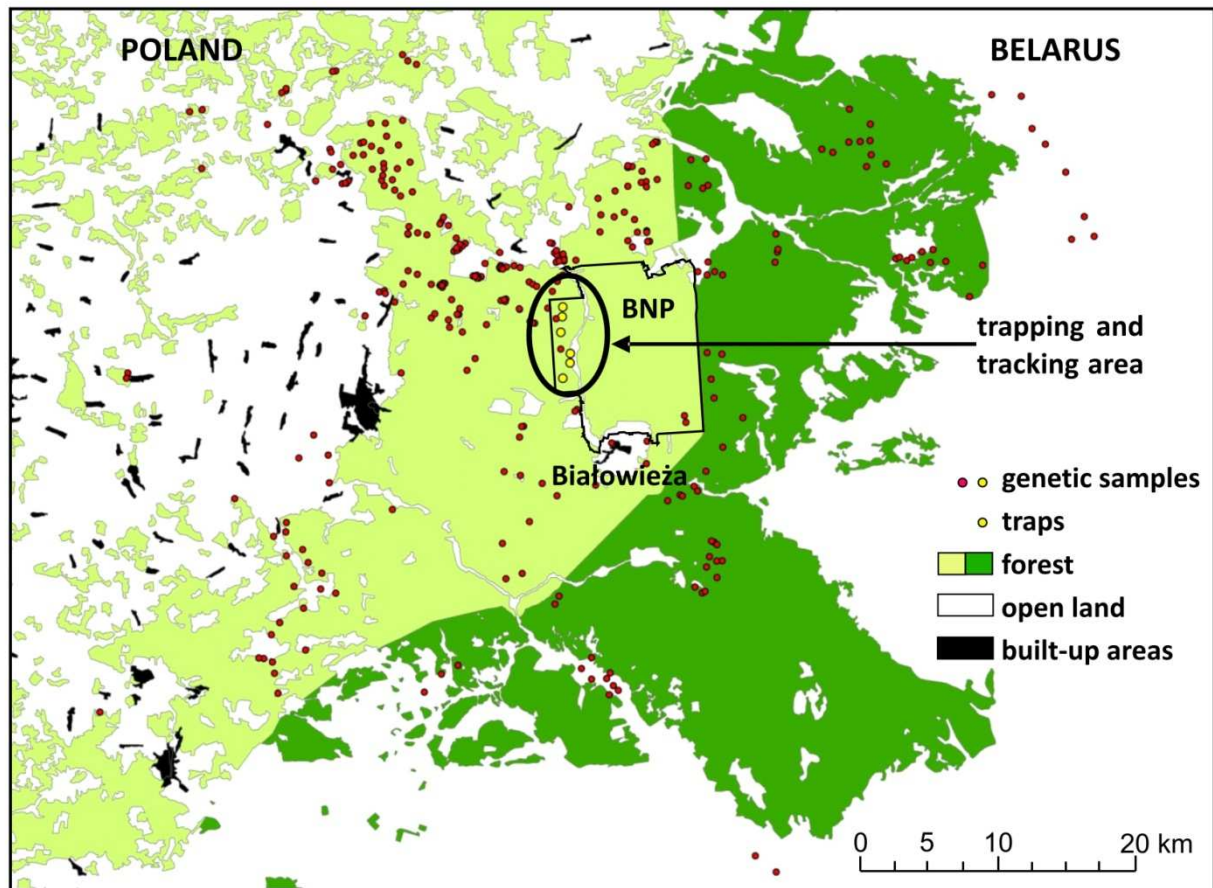 POLAND
BELARUS
BNP
trapping and
tracking area
Białowieża
genetic samples
traps
forest
open land
built-up areas
0 5 10 20 km